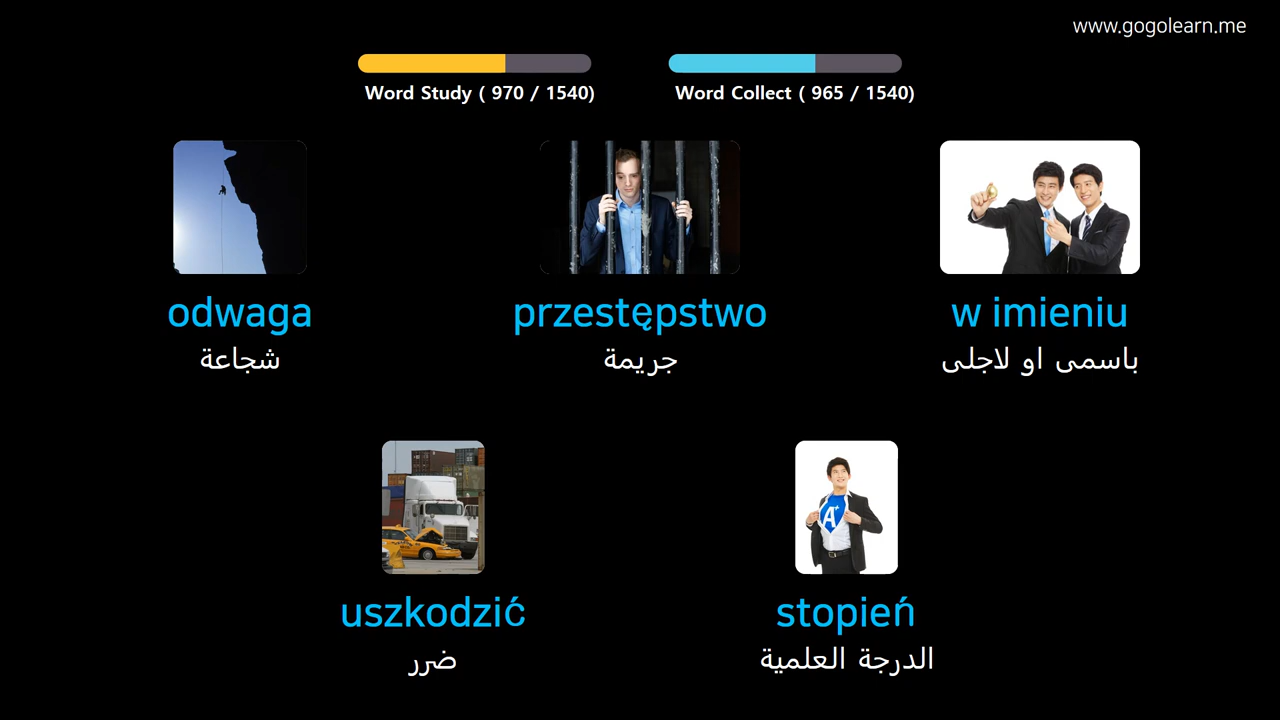 www.gogolearn.me
Word Study ( 970 / 1540)
Word Collect ( 965 / 1540)
odwaga
شجاعة
przestępstwo
جريمة
w imieniu
باسمى او لاجلى
A+
uszkodzić
ضرر
stopień
الدرجة العلمية